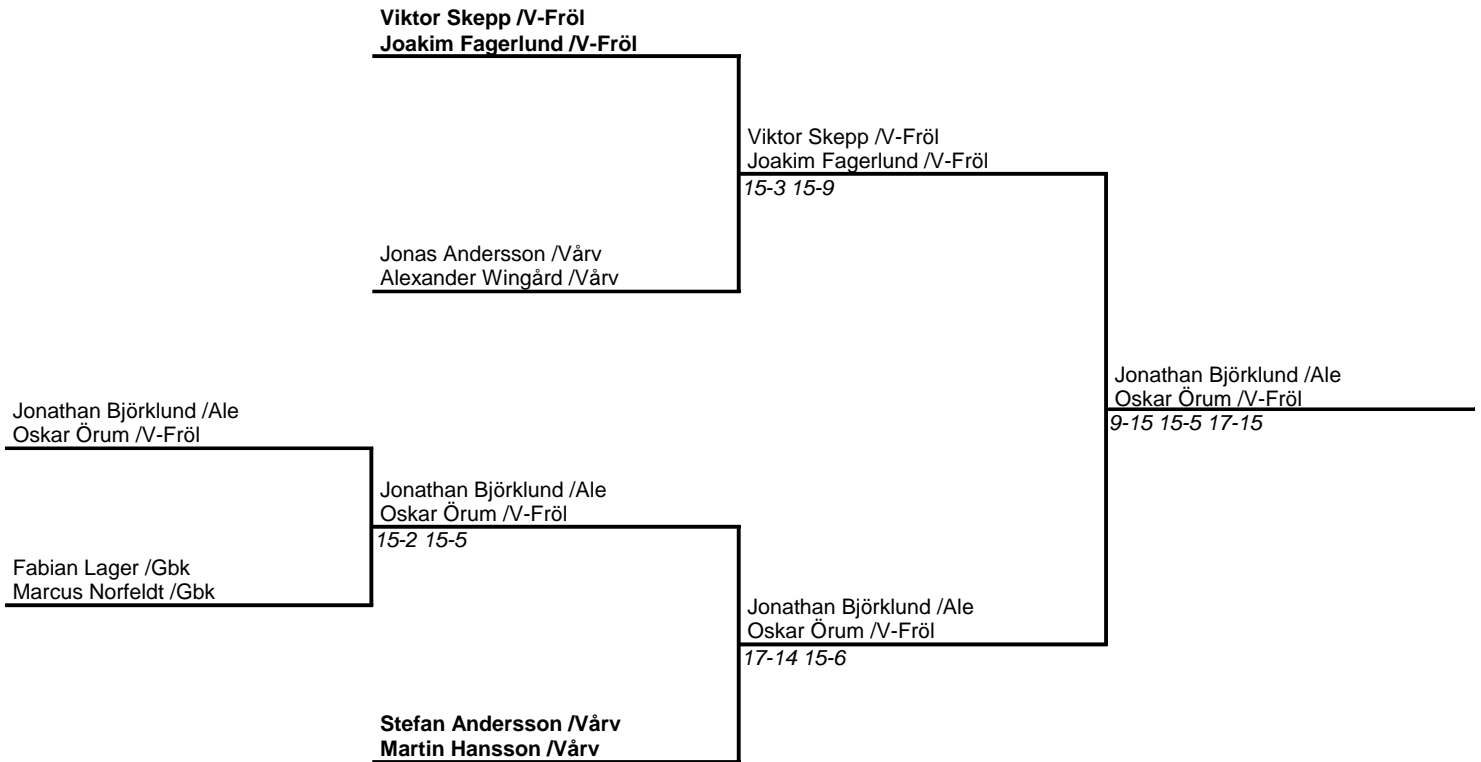 Viktor Skepp /V-Fröl
Joakim Fagerlund /V-Fröl
Viktor Skepp /V-Fröl
Joakim Fagerlund /V-Fröl
15-3 15-9
Jonas Andersson /Vårv
Alexander Wingård /Vårv
Jonathan Björklund /Ale
Oskar Örum /V-Fröl
9-15 15-5 17-15
Jonathan Björklund /Ale
Oskar Örum /V-Fröl
Jonathan Björklund /Ale
Oskar Örum /V-Fröl
15-2 15-5
Fabian Lager /Gbk
Marcus Norfeldt /Gbk
Jonathan Björklund /Ale
Oskar Örum /V-Fröl
17-14 15-6
Stefan Andersson /Vårv
Martin Hansson /Vårv